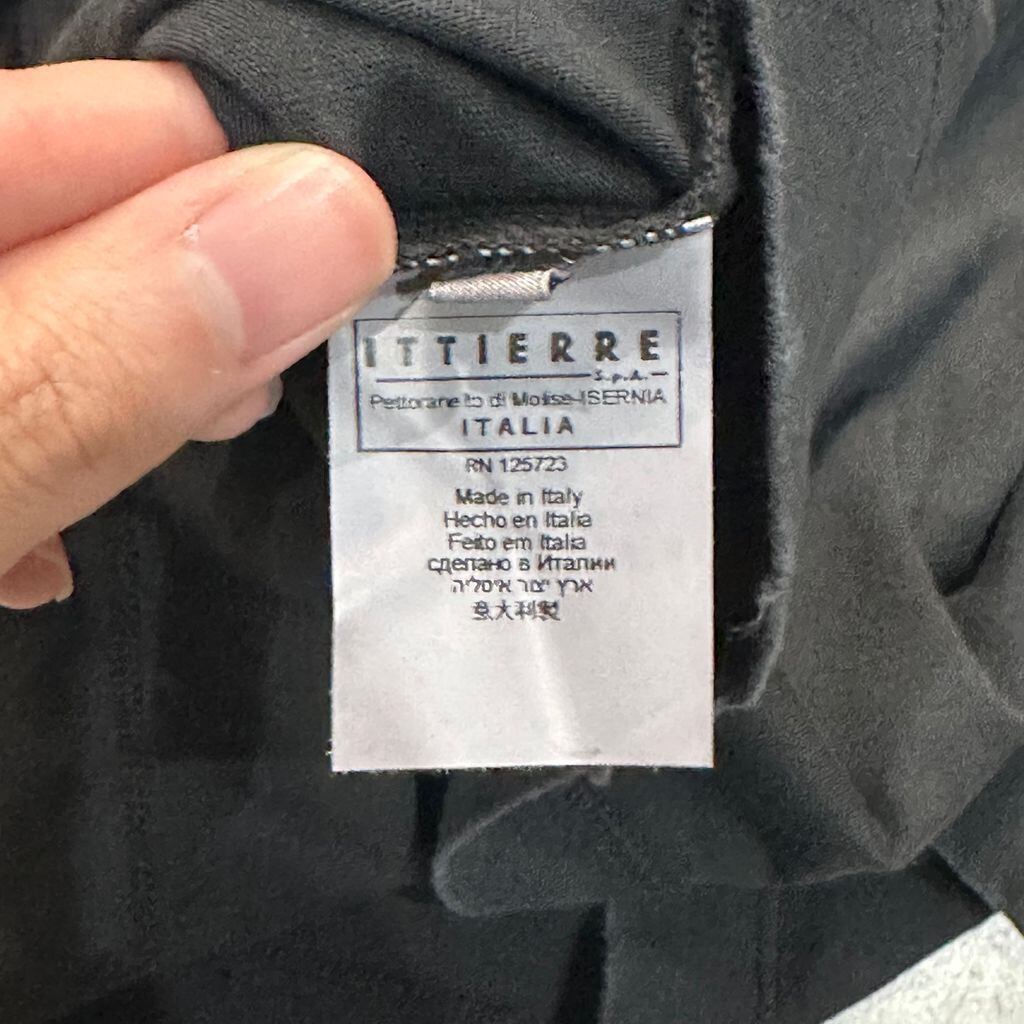 ITTIERRE
S.p.A.
Pettoranello di Molise-ISERNIA
ITALIA
RN 125723
Made in Italy
Hecho en Italia
Feito em Italia
сделано в Италии
ארץ יצור איטליה
意大利製